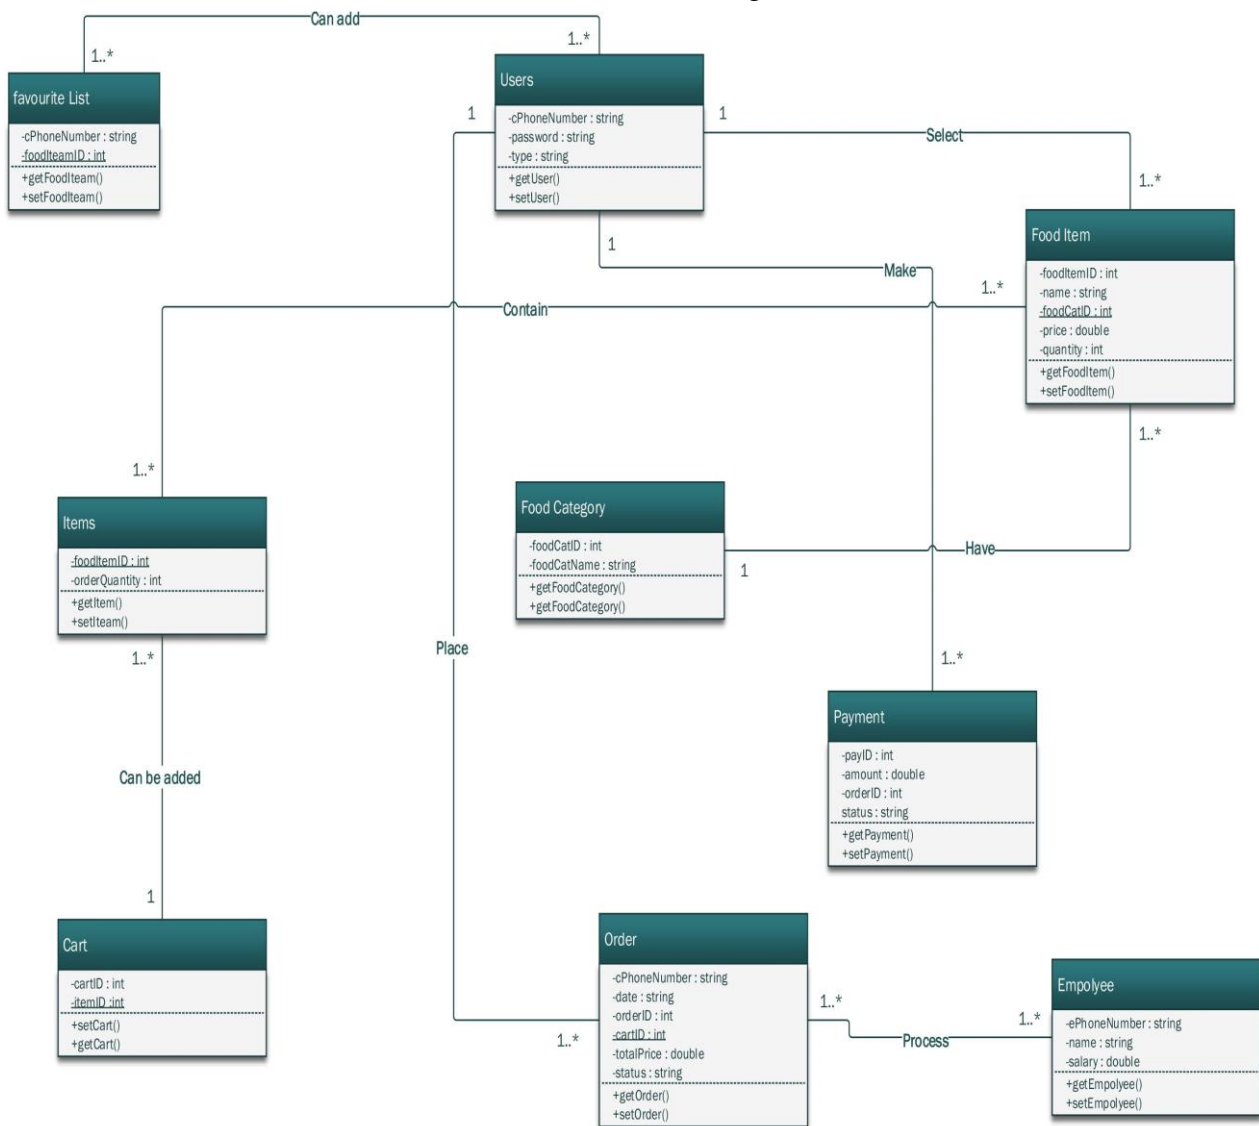 Can add
1..*
1..*
favourite List
-cPhoneNumber : string
-foodIteamID : int
+getFoodIteam()
+setFoodIteam()
Users
-cPhoneNumber : string
-password : string
-type : string
+getUser()
+setUser()
1
1
Select
1..*
1
Make
Food Item
-foodItemID : int
-name : string
-foodCatID : int
-price : double
-quantity : int
+getFoodItem()
+setFoodItem()
1..*
Contain
1..*
1..*
Items
-foodItemID : int
-orderQuantity : int
+getItem()
+setIteam()
1..*
Food Category
-foodCatID : int
-foodCatName : string
+getFoodCategory()
+getFoodCategory()
1
Have
Place
1..*
Payment
-payID : int
-amount : double
-orderID : int
status : string
+getPayment()
+setPayment()
Can be added
1
Cart
-cartID : int
-itemID :int
+setCart()
+getCart()
1..*
Order
-cPhoneNumber : string
-date : string
-orderID : int
-cartID : int
-totalPrice : double
-status : string
+getOrder()
+setOrder()
1..*
Process
1..*
Empolyee
-ePhoneNumber : string
-name : string
-salary : double
+getEmpolyee()
+setEmpolyee()